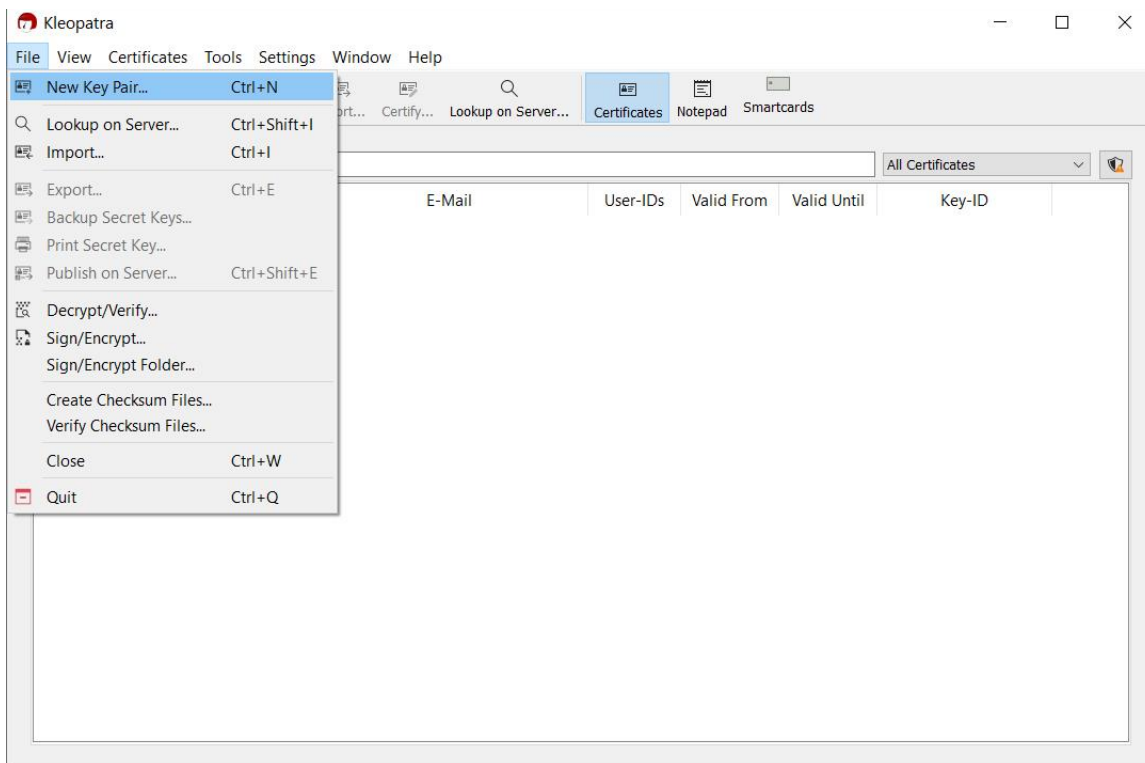 Kleopatra
File View Certificates Tools Settings Window Help
New Key Pair... Ctrl+N
Certify... Lookup on Server... Certificates Notepad Smartcards
Lookup on Server... Ctrl+Shift+I
Import... Ctrl+I
All Certificates
Export... Ctrl+E
E-Mail User-IDs Valid From Valid Until Key-ID
Backup Secret Keys...
Print Secret Key...
Publish on Server... Ctrl+Shift+E
Decrypt/Verify...
Sign/Encrypt...
Sign/Encrypt Folder...
Create Checksum Files...
Verify Checksum Files...
Close Ctrl+W
Quit Ctrl+Q